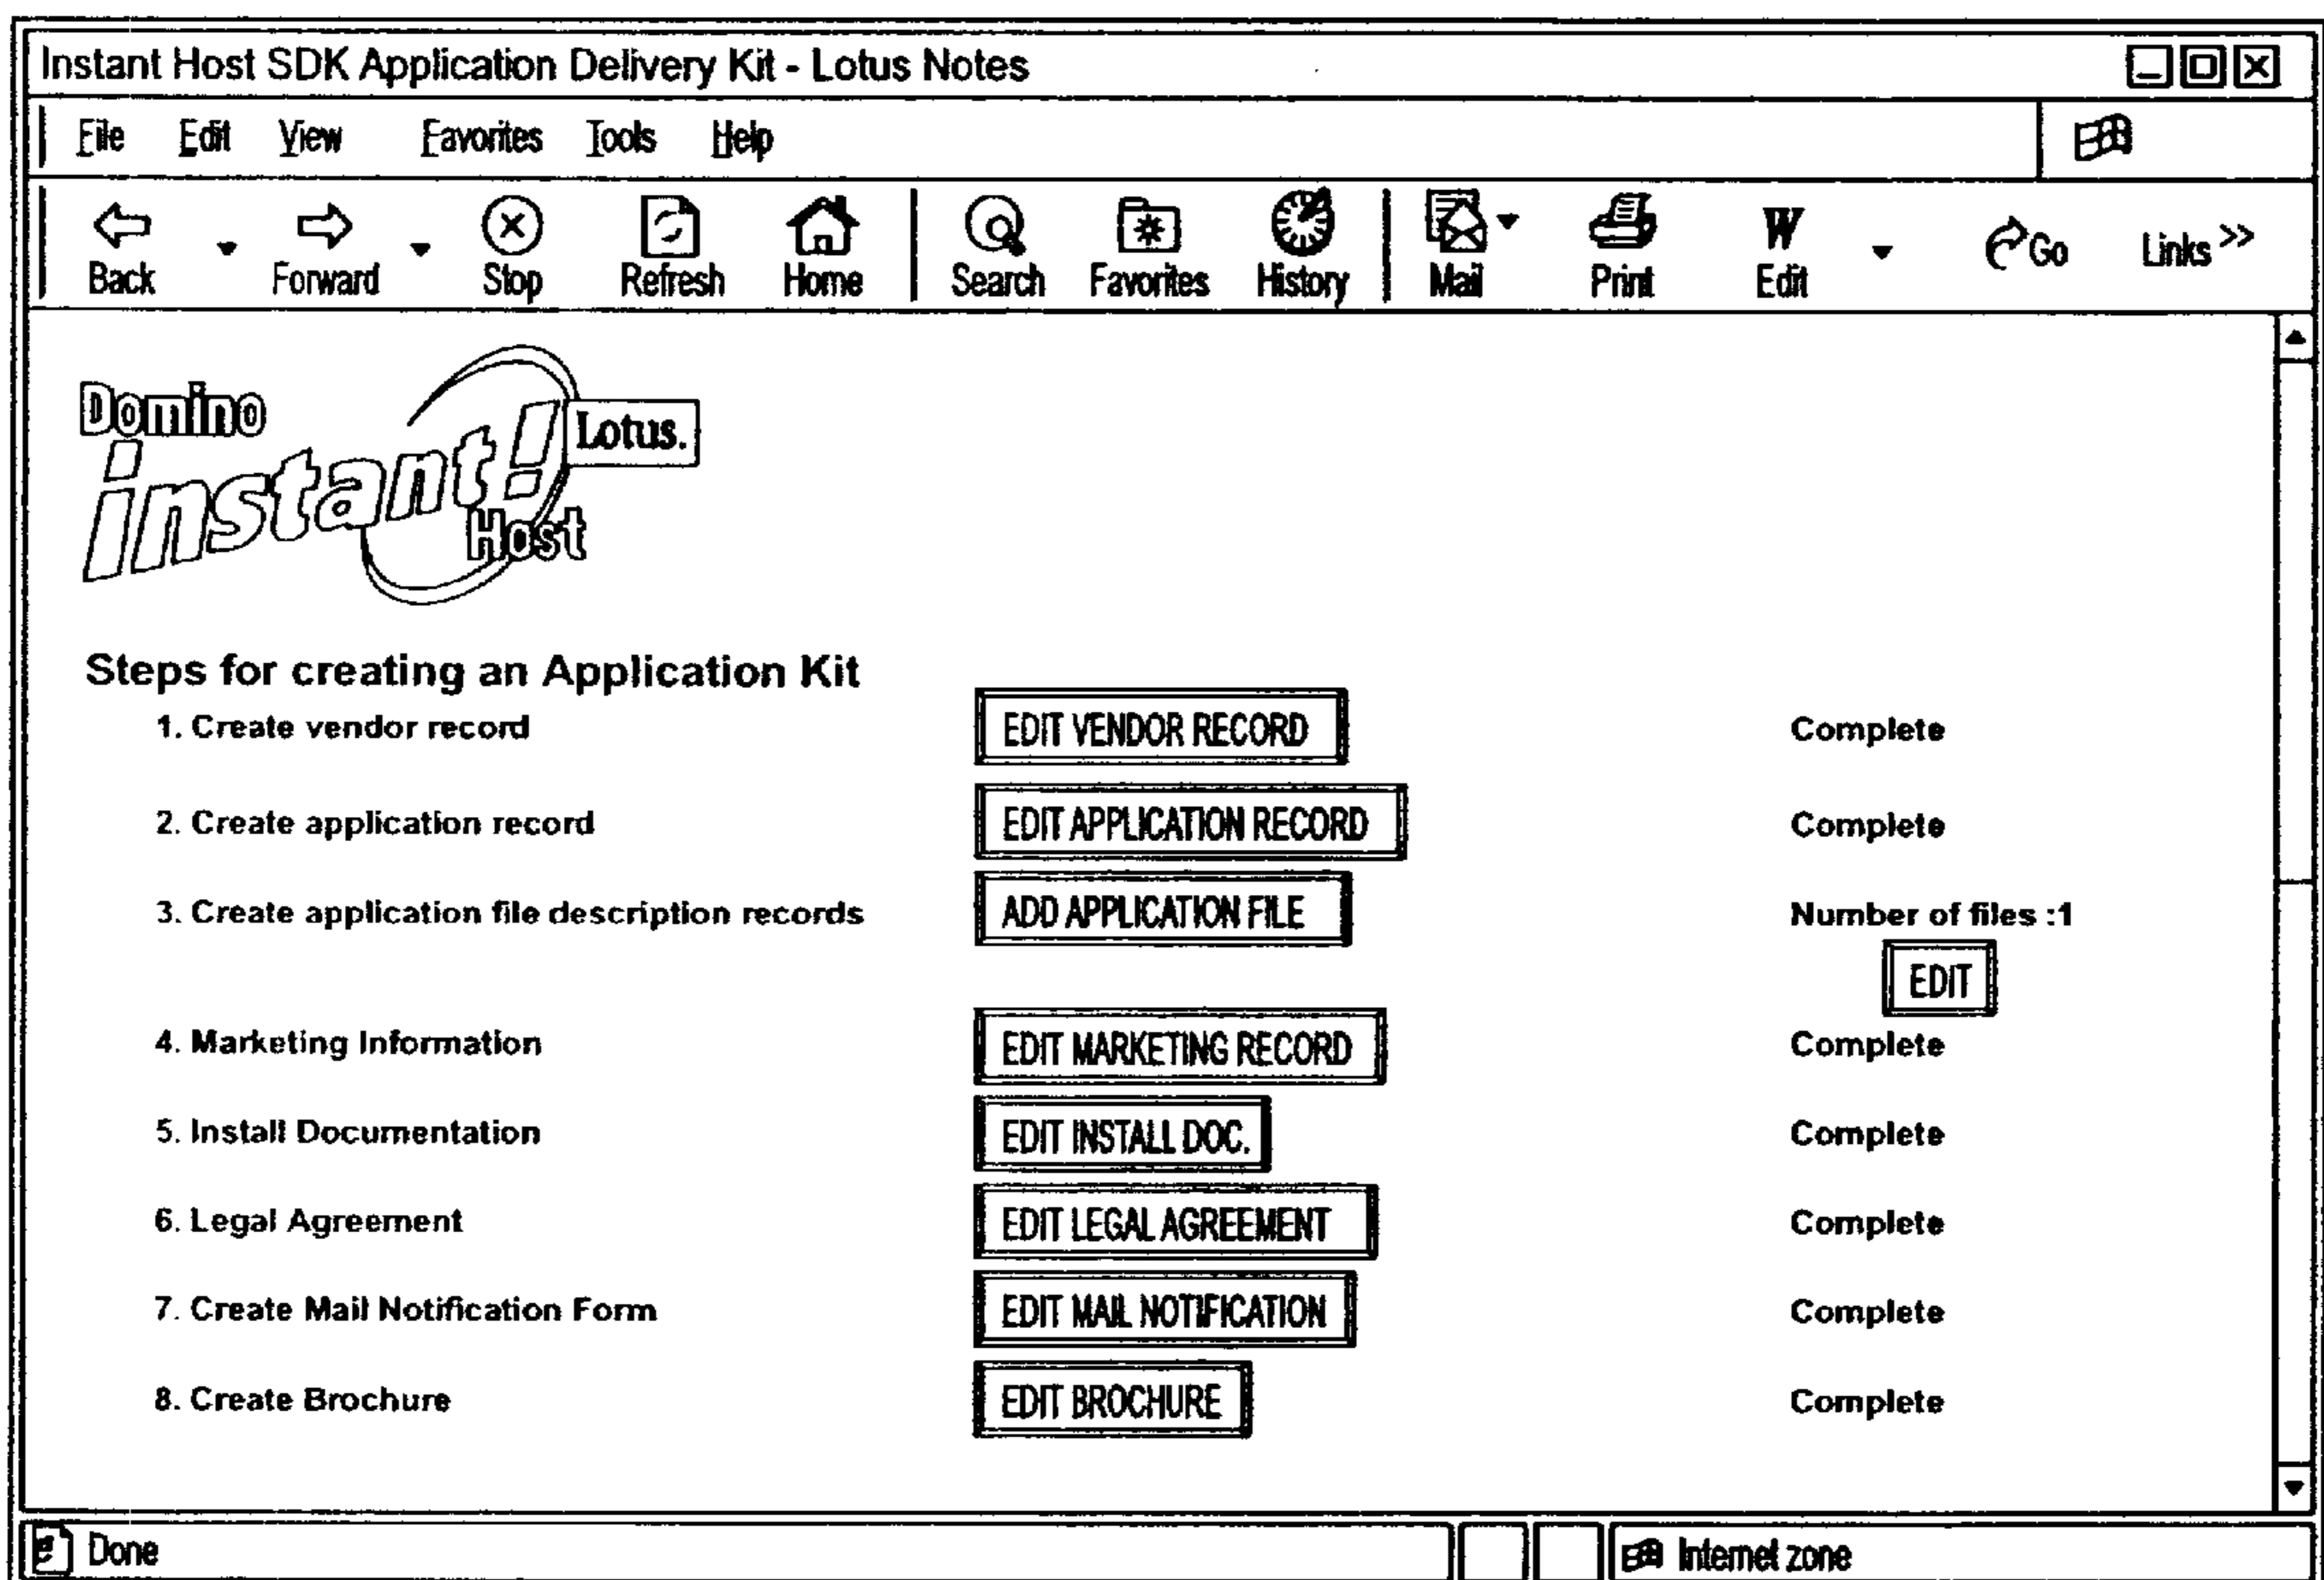 Instant Host SDK Application Delivery Kit - Lotus Notes
File Edit View Favorites Tools Help
Back Forward Stop Refresh Home Search Favorites History Mail Print Edit Go Links >>
Domino
instant!
Lotus.
Host
Steps for creating an Application Kit
1. Create vendor record EDIT VENDOR RECORD Complete
2. Create application record EDIT APPLICATION RECORD Complete
3. Create application file description records ADD APPLICATION FILE Number of files :1
EDIT
4. Marketing Information EDIT MARKETING RECORD Complete
5. Install Documentation EDIT INSTALL DOC. Complete
6. Legal Agreement EDIT LEGAL AGREEMENT Complete
7. Create Mail Notification Form EDIT MAIL NOTIFICATION Complete
8. Create Brochure EDIT BROCHURE Complete
Done Internet zone